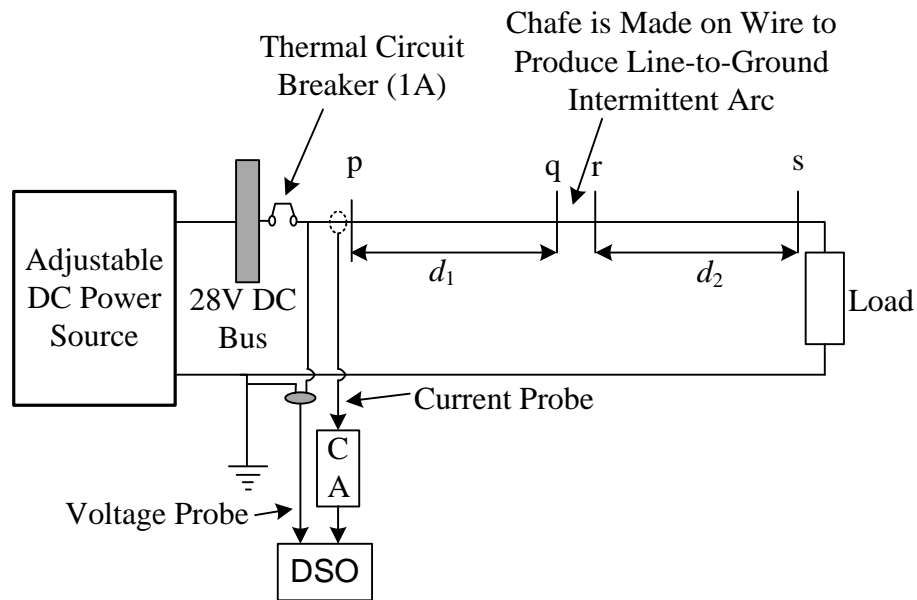 Chafe is Made on Wire to
Produce Line-to-Ground
Intermittent Arc
Thermal Circuit
Breaker (1A)
p
q
r
s
d1
d2
Adjustable
DC Power
Source
28V DC
Bus
Load
Current Probe
C
A
Voltage Probe
DSO